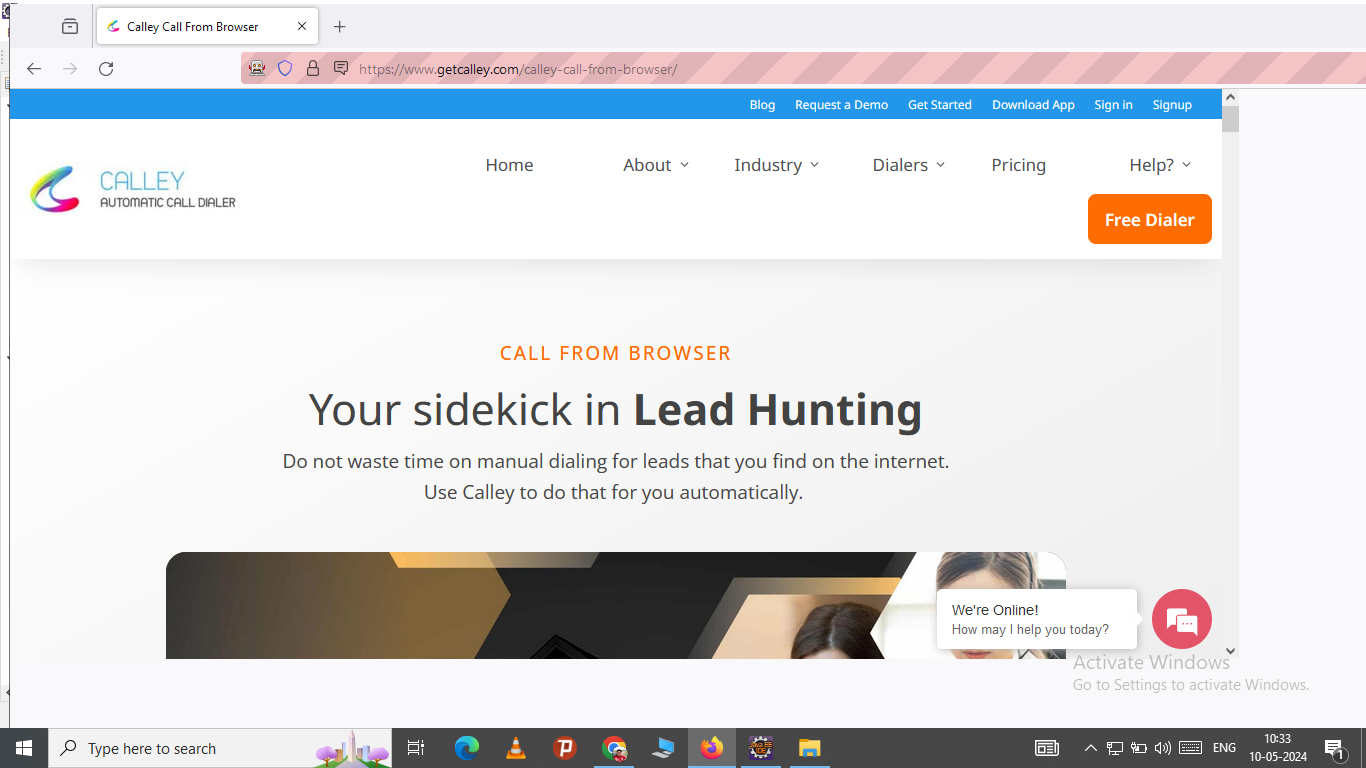 Calley Call From Browser
https://www.getcalley.com/calley-call-from-browser/
Blog Request a Demo Get Started Download App Sign in Signup
CALLEY
AUTOMATIC CALL DIALER
Home About Industry Dialers Pricing Help?
Free Dialer
CALL FROM BROWSER
Your sidekick in Lead Hunting
Do not waste time on manual dialing for leads that you find on the internet.
Use Calley to do that for you automatically.
We're Online!
How may I help you today?
Activate Windows
Go to Settings to activate Windows.
Type here to search
ENG
10:33
10-05-2024
1